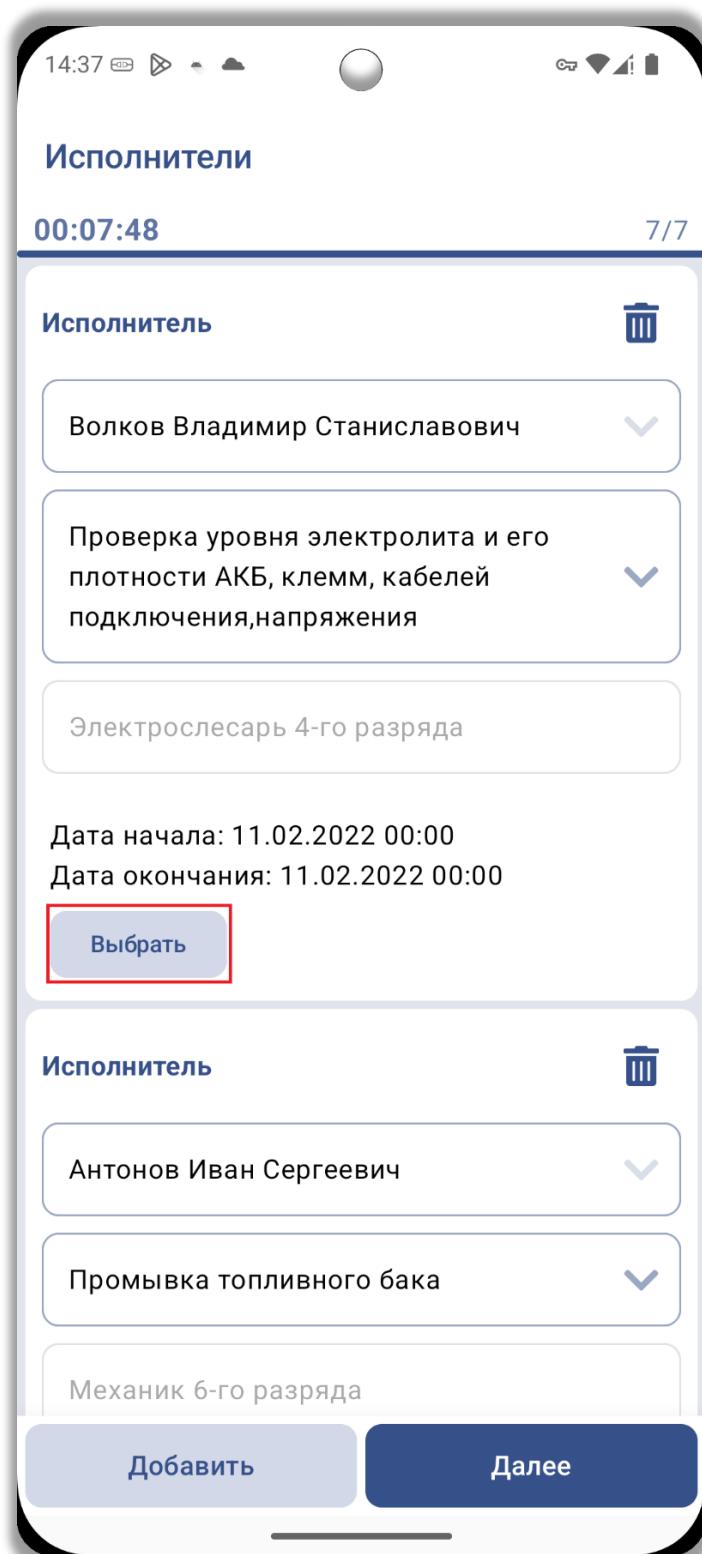 14:37
Исполнители
00:07:48 7/7
Исполнитель
Волков Владимир Станиславович
Проверка уровня электролита и его
плотности АКБ, клемм, кабелей
подключения,напряжения
Электрослесарь 4-го разряда
Дата начала: 11.02.2022 00:00
Дата окончания: 11.02.2022 00:00
Выбрать
Исполнитель
Антонов Иван Сергеевич
Промывка топливного бака
Механик 6-го разряда
Добавить Далее